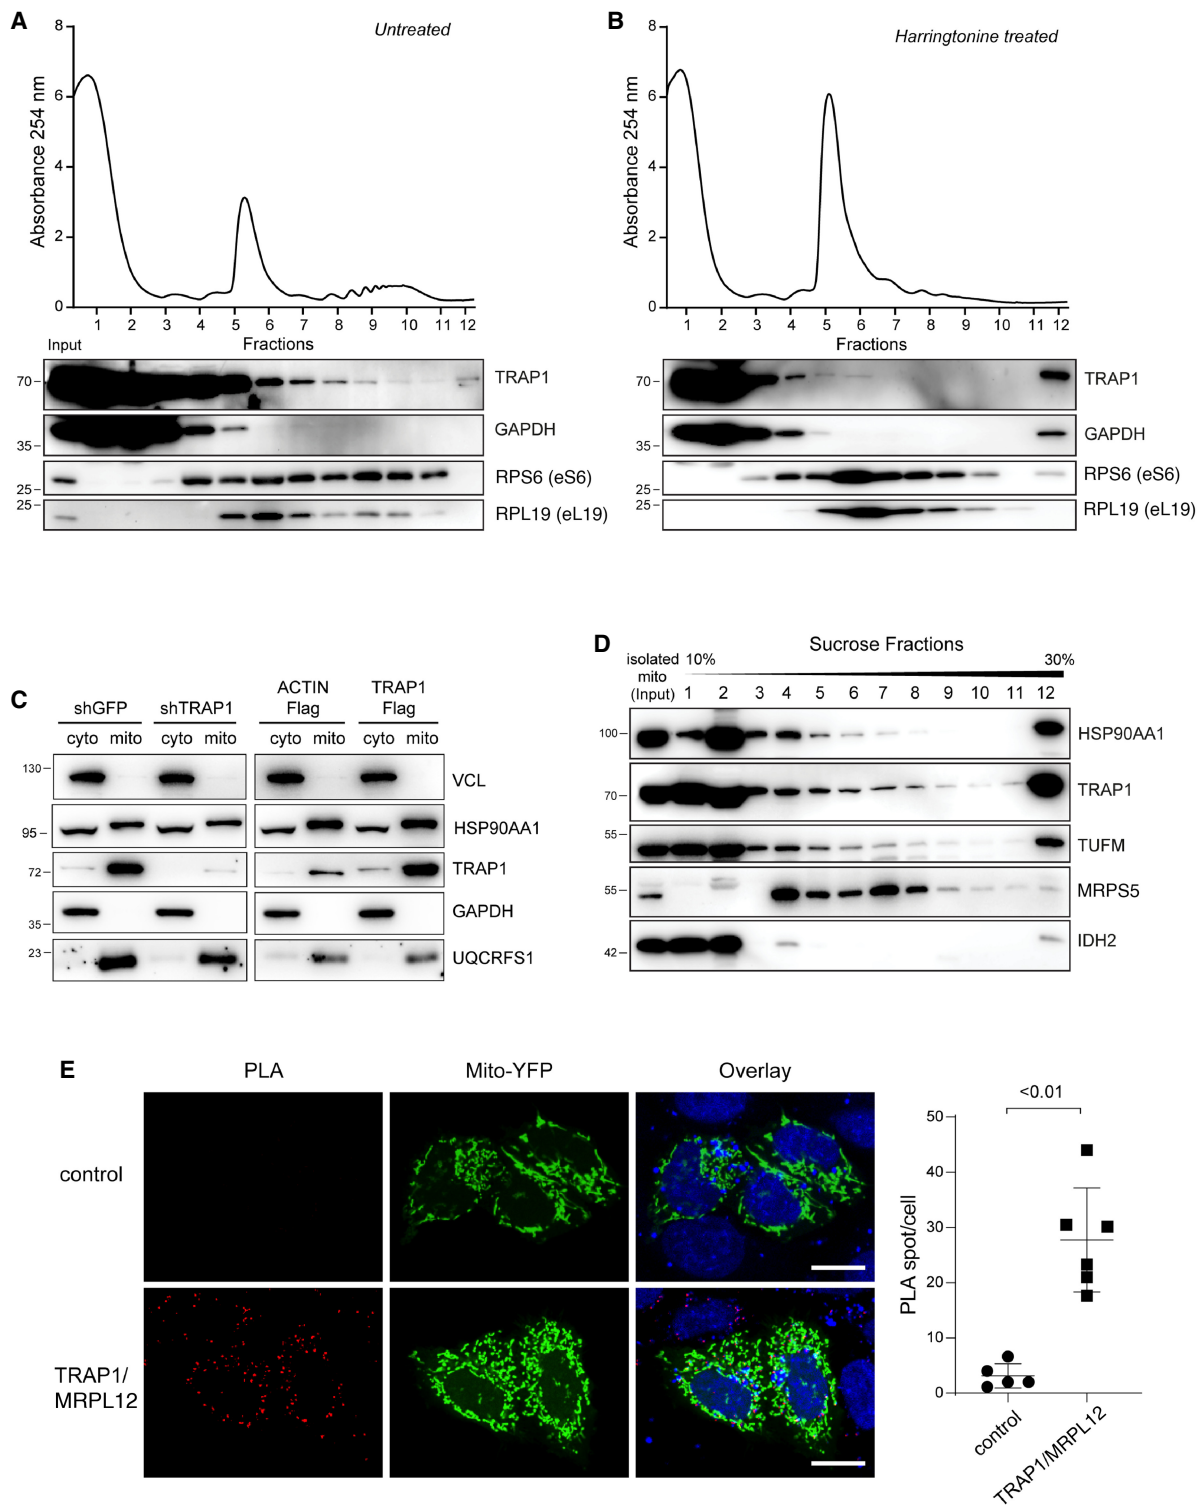 A
Untreated
8
6
4
2
0
Absorbance 254 nm
1 2 3 4 5 6 7 8 9 10 11 12
Input
Fractions
70
TRAP1
35
GAPDH
25
RPS6 (eS6)
25
RPL19 (eL19)
B
Harringtonine treated
8
6
4
2
0
Absorbance 254 nm
1 2 3 4 5 6 7 8 9 10 11 12
Fractions
70
TRAP1
35
GAPDH
25
RPS6 (eS6)
25
RPL19 (eL19)
C
shGFP shTRAP1
ACTIN TRAP1
Flag Flag
cyto mito cyto mito cyto mito cyto mito
130
VCL
95
HSP90AA1
72
TRAP1
35
GAPDH
23
UQCRFS1
D
Sucrose Fractions
isolated 10% 30%
mito
(Input) 1 2 3 4 5 6 7 8 9 10 11 12
100
HSP90AA1
70
TRAP1
55
TUFM
55
MRPS5
42
IDH2
E
PLA Mito-YFP Overlay
control
TRAP1/
MRPL12
<0.01
50
40
30
20
10
0
PLA spot/cell
control
TRAP1/MRPL12